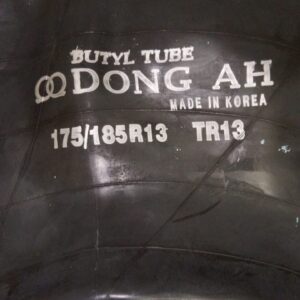 BUTYL TUBE
DONG AH
MADE IN KOREA
175/185R13 TR13